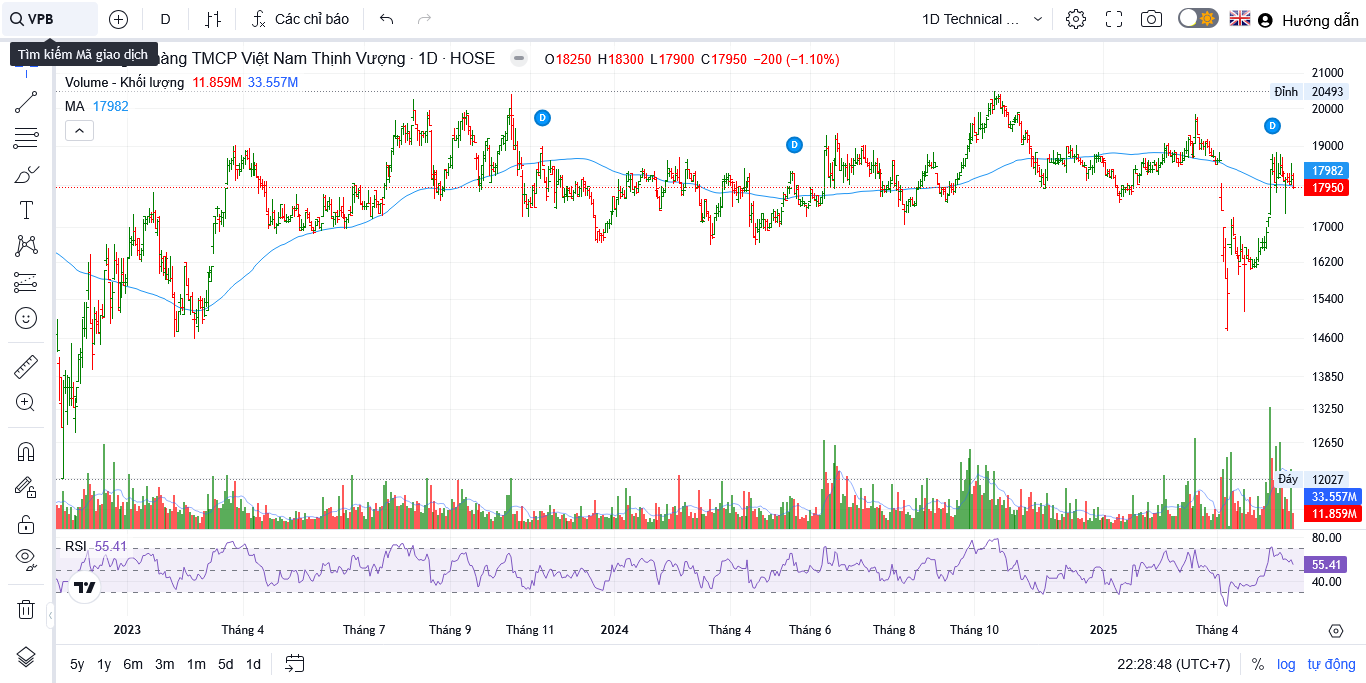 VPB
D
Các chỉ báo
1D Technical ...
Hướng dẫn
Tìm kiếm Mã giao dịch
hàng TMCP Việt Nam Thịnh Vượng · 1D · HOSE
O18250 H18300 L17900 C17950 −200 (−1.10%)
Volume - Khối lượng 11.859M 33.557M
MA 17982
21000
Đỉnh 20493
20000
19000
17982
17950
17000
16200
15400
14600
13850
13250
12650
Đáy 12027
33.557M
11.859M
D
D
D
RSI 55.41
80.00
55.41
40.00
2023
Tháng 4
Tháng 7
Tháng 9
Tháng 11
2024
Tháng 4
Tháng 6
Tháng 8
Tháng 10
2025
Tháng 4
5y 1y 6m 3m 1m 5d 1d
22:28:48 (UTC+7)
% log tự động